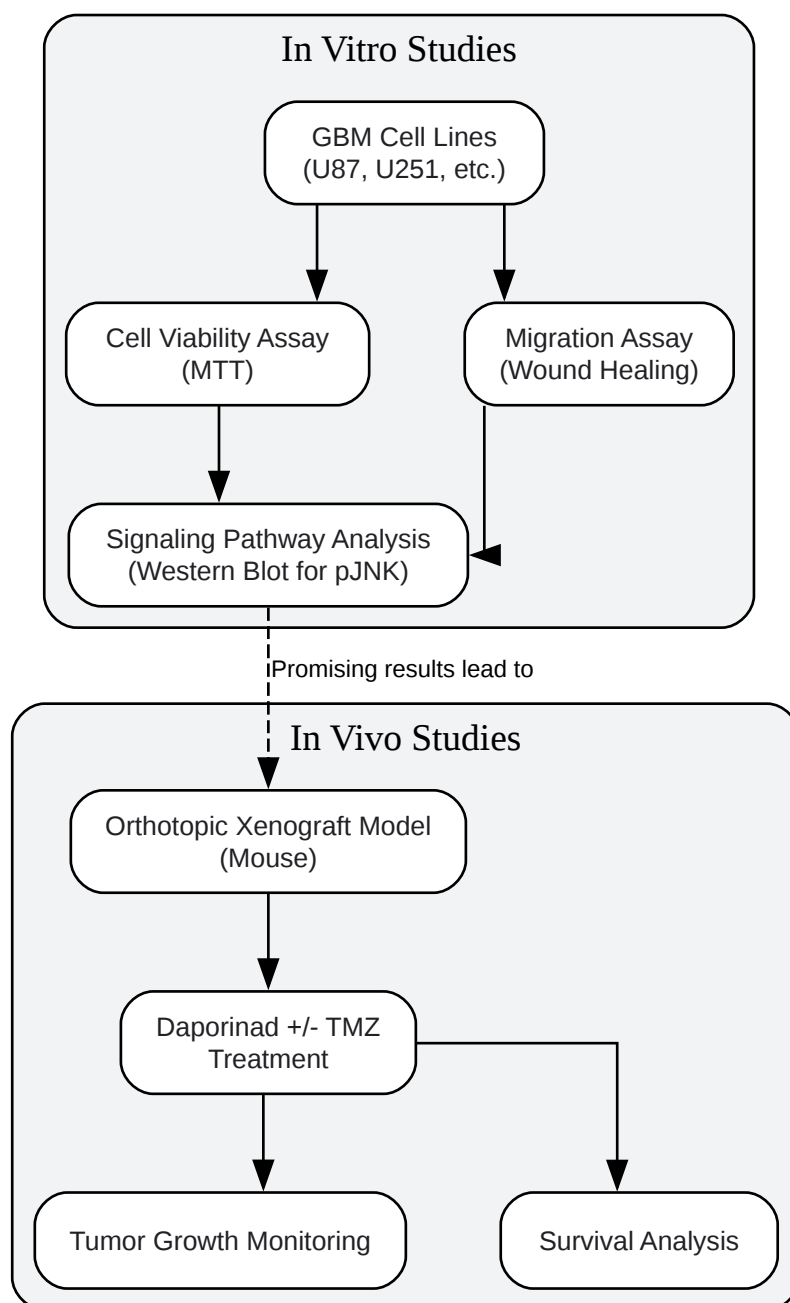 In Vitro Studies
GBM Cell Lines
(U87, U251, etc.)
Cell Viability Assay
(MTT)
Migration Assay
(Wound Healing)
Signaling Pathway Analysis
(Western Blot for pJNK)
Promising results lead to
In Vivo Studies
Orthotopic Xenograft Model
(Mouse)
Daporinad +/- TMZ
Treatment
Tumor Growth Monitoring
Survival Analysis